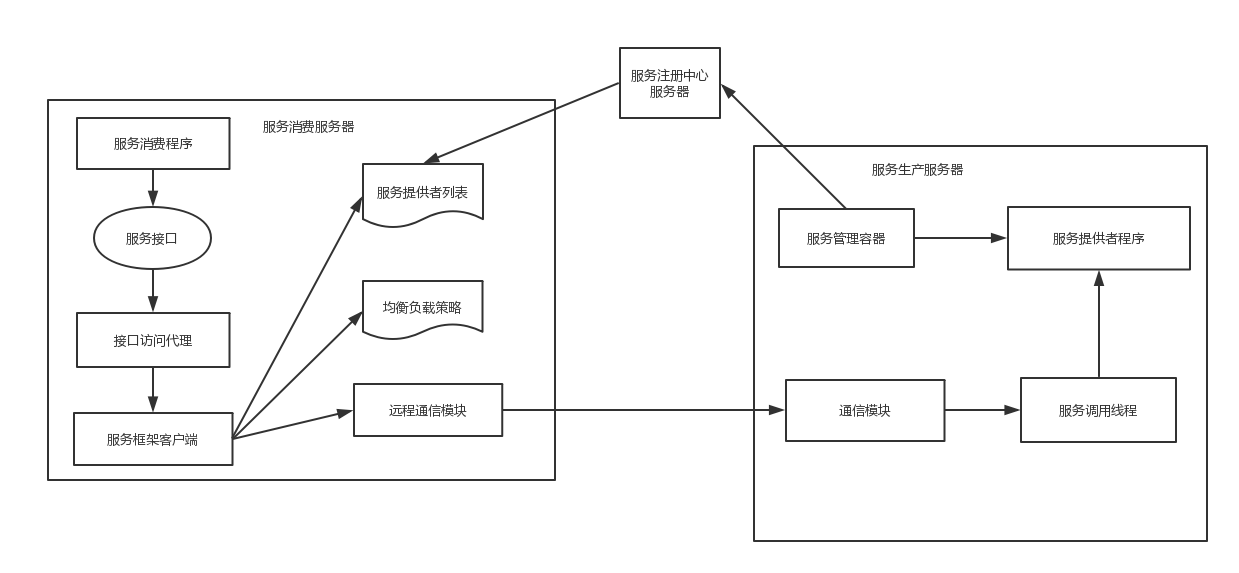 服务注册中心
服务器
服务消费服务器
服务消费程序
服务接口
接口访问代理
服务框架客户端
服务提供者列表
均衡负载策略
远程通信模块
服务生产服务器
服务管理容器
服务提供者程序
通信模块
服务调用线程